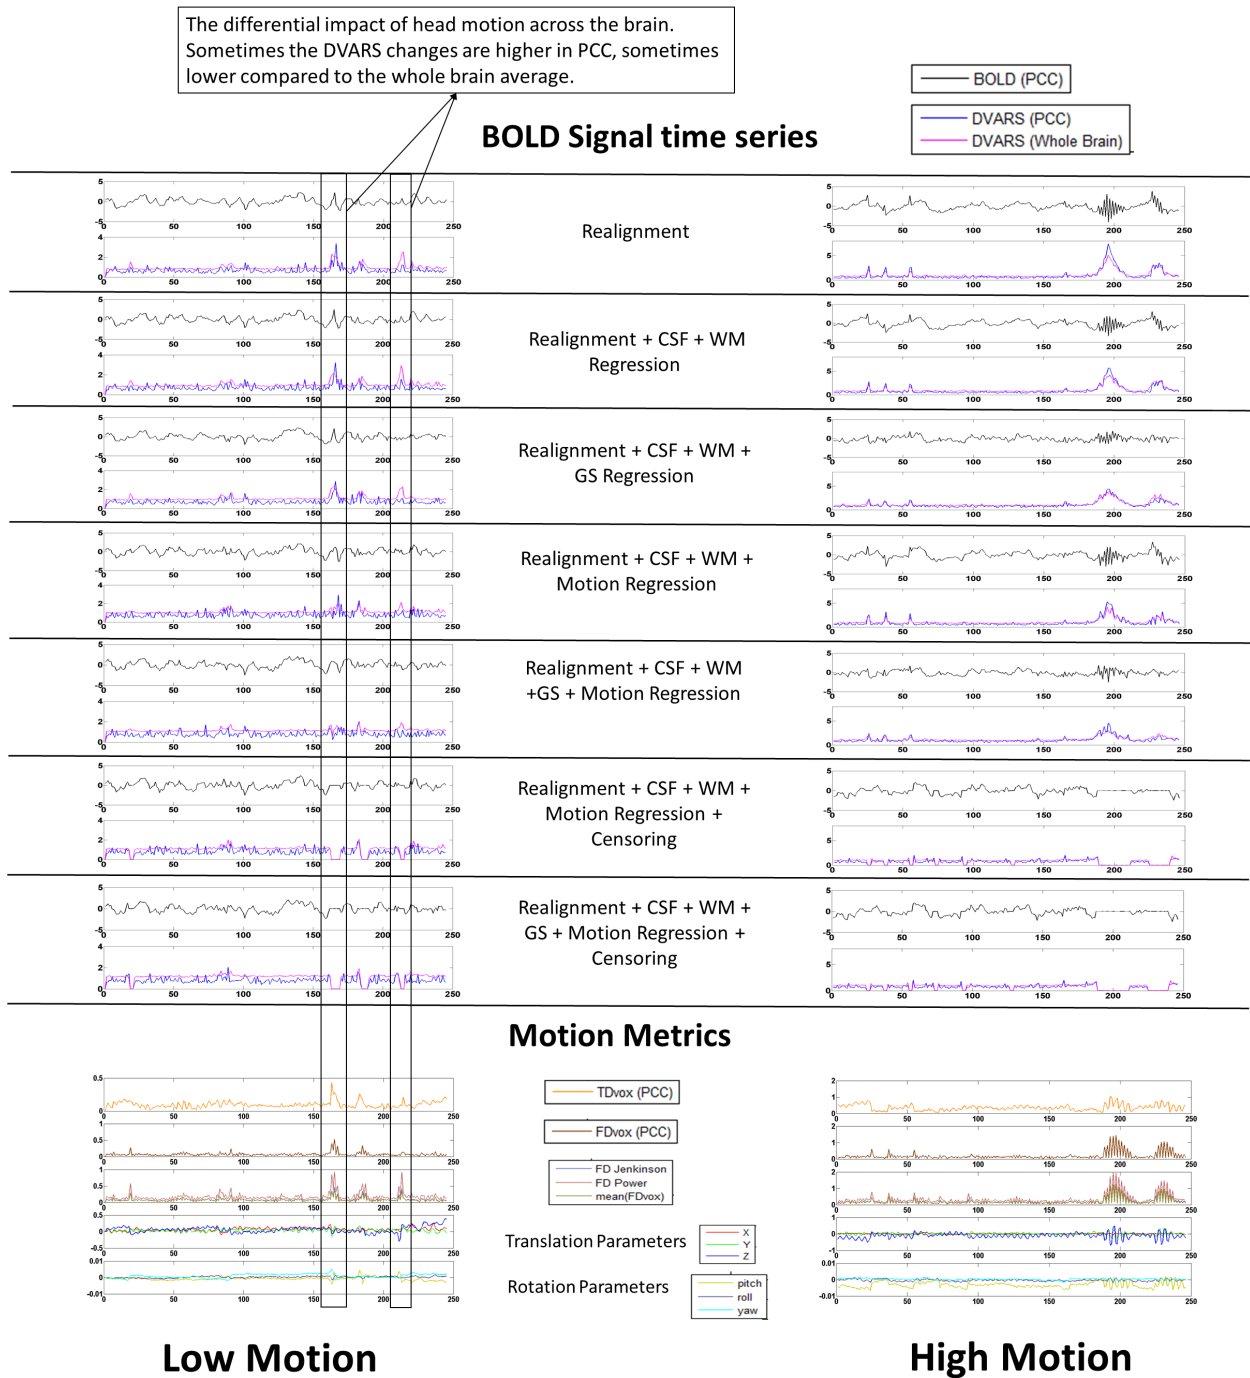 The differential impact of head motion across the brain.
Sometimes the DVARS changes are higher in PCC, sometimes
lower compared to the whole brain average.
BOLD (PCC)
DVARS (PCC)
DVARS (Whole Brain)
BOLD Signal time series
Realignment
Realignment + CSF + WM
Regression
Realignment + CSF + WM +
GS Regression
Realignment + CSF + WM +
Motion Regression
Realignment + CSF + WM
+GS + Motion Regression
Realignment + CSF + WM +
Motion Regression +
Censoring
Realignment + CSF + WM +
GS + Motion Regression +
Censoring
Motion Metrics
TDvox (PCC)
FDvox (PCC)
FD Jenkinson
FD Power
mean(FDvox)
Translation Parameters
X
Y
Z
Rotation Parameters
pitch
roll
yaw
Low Motion
High Motion